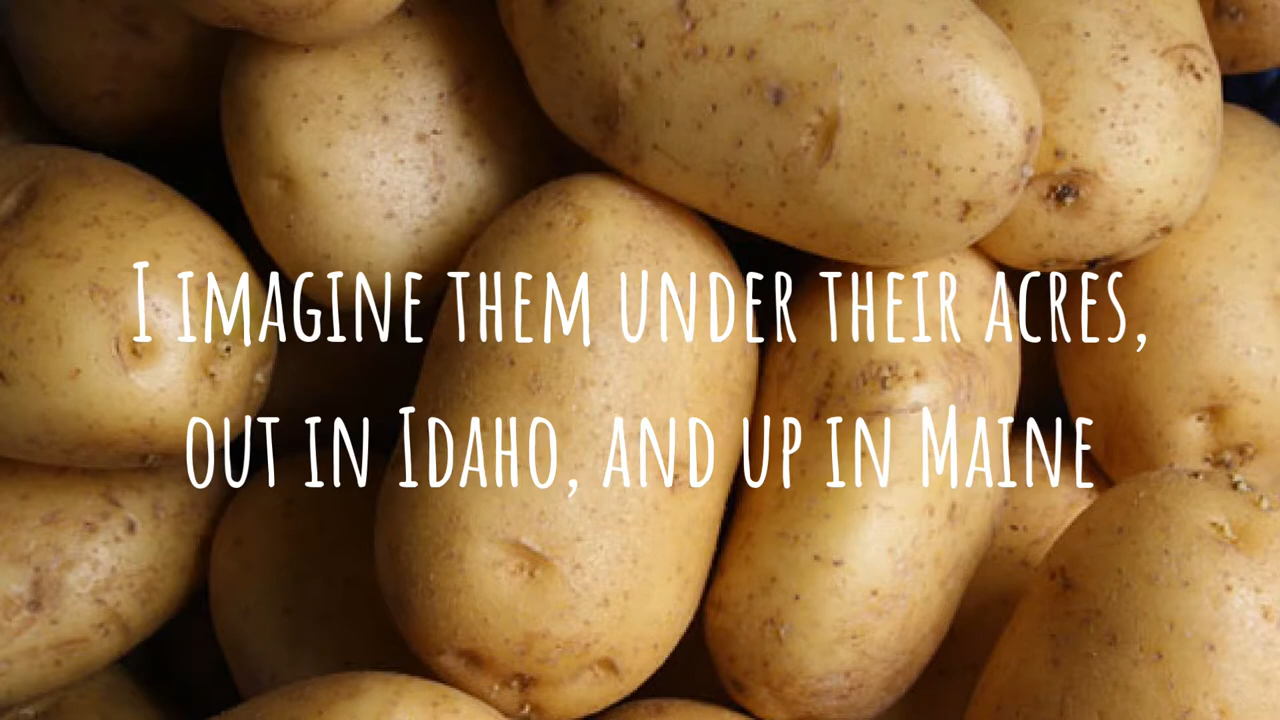 I imagine them under their acres,
out in Idaho, and up in Maine